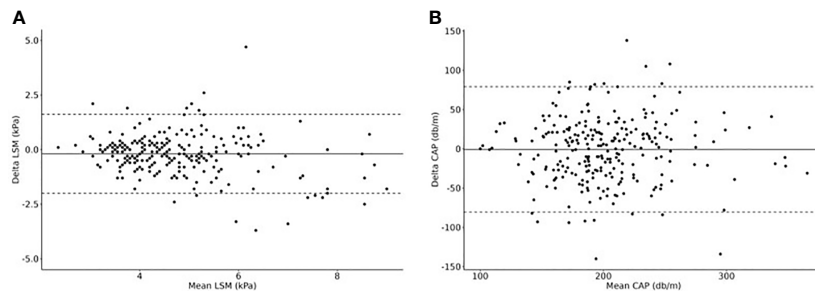 A
5.0
2.5
0.0
-2.5
-5.0
Delta LSM (kPa)
4 6 8
Mean LSM (kPa)
B
150
100
50
0
-50
-100
-150
Delta CAP (db/m)
100 200 300
Mean CAP (db/m)